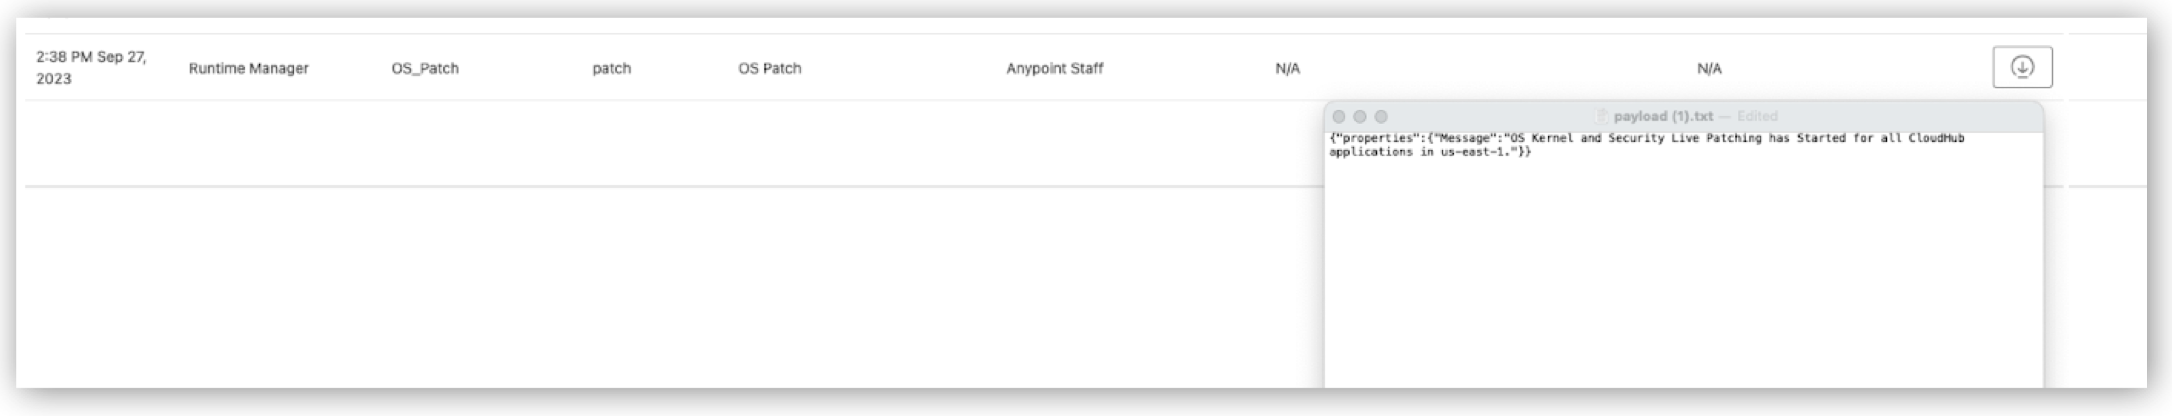 2:38 PM Sep 27,
2023
Runtime Manager
OS_Patch
patch
OS Patch
Anypoint Staff
N/A
N/A
payload (1).txt — Edited
{"properties":{"Message":"OS Kernel and Security Live Patching has Started for all CloudHub
applications in us-east-1."}}